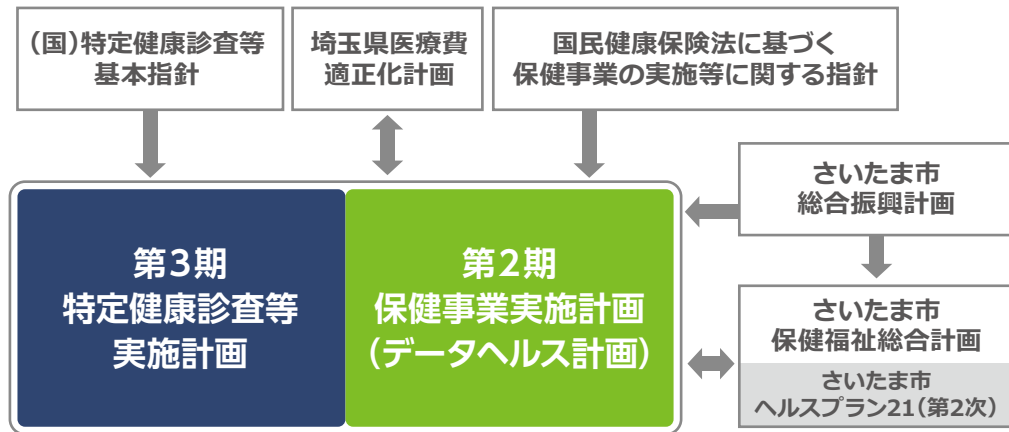 (国)特定健康診査等
基本指針
埼玉県医療費
適正化計画
国民健康保険法に基づく
保健事業の実施等に関する指針
さいたま市
総合振興計画
第3期
特定健康診査等
実施計画
第2期
保健事業実施計画
(データヘルス計画)
さいたま市
保健福祉総合計画
さいたま市
ヘルスプラン21(第2次)